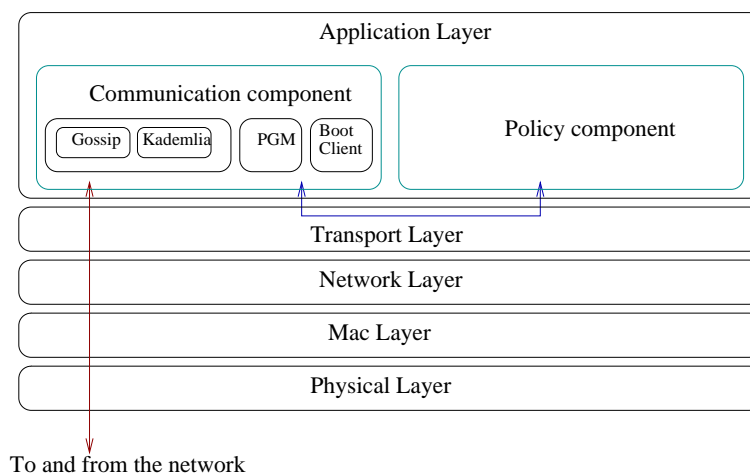 Application Layer
Communication component
Policy component
Gossip
Kademlia
PGM
Boot
Client
Transport Layer
Network Layer
Mac Layer
Physical Layer
To and from the network